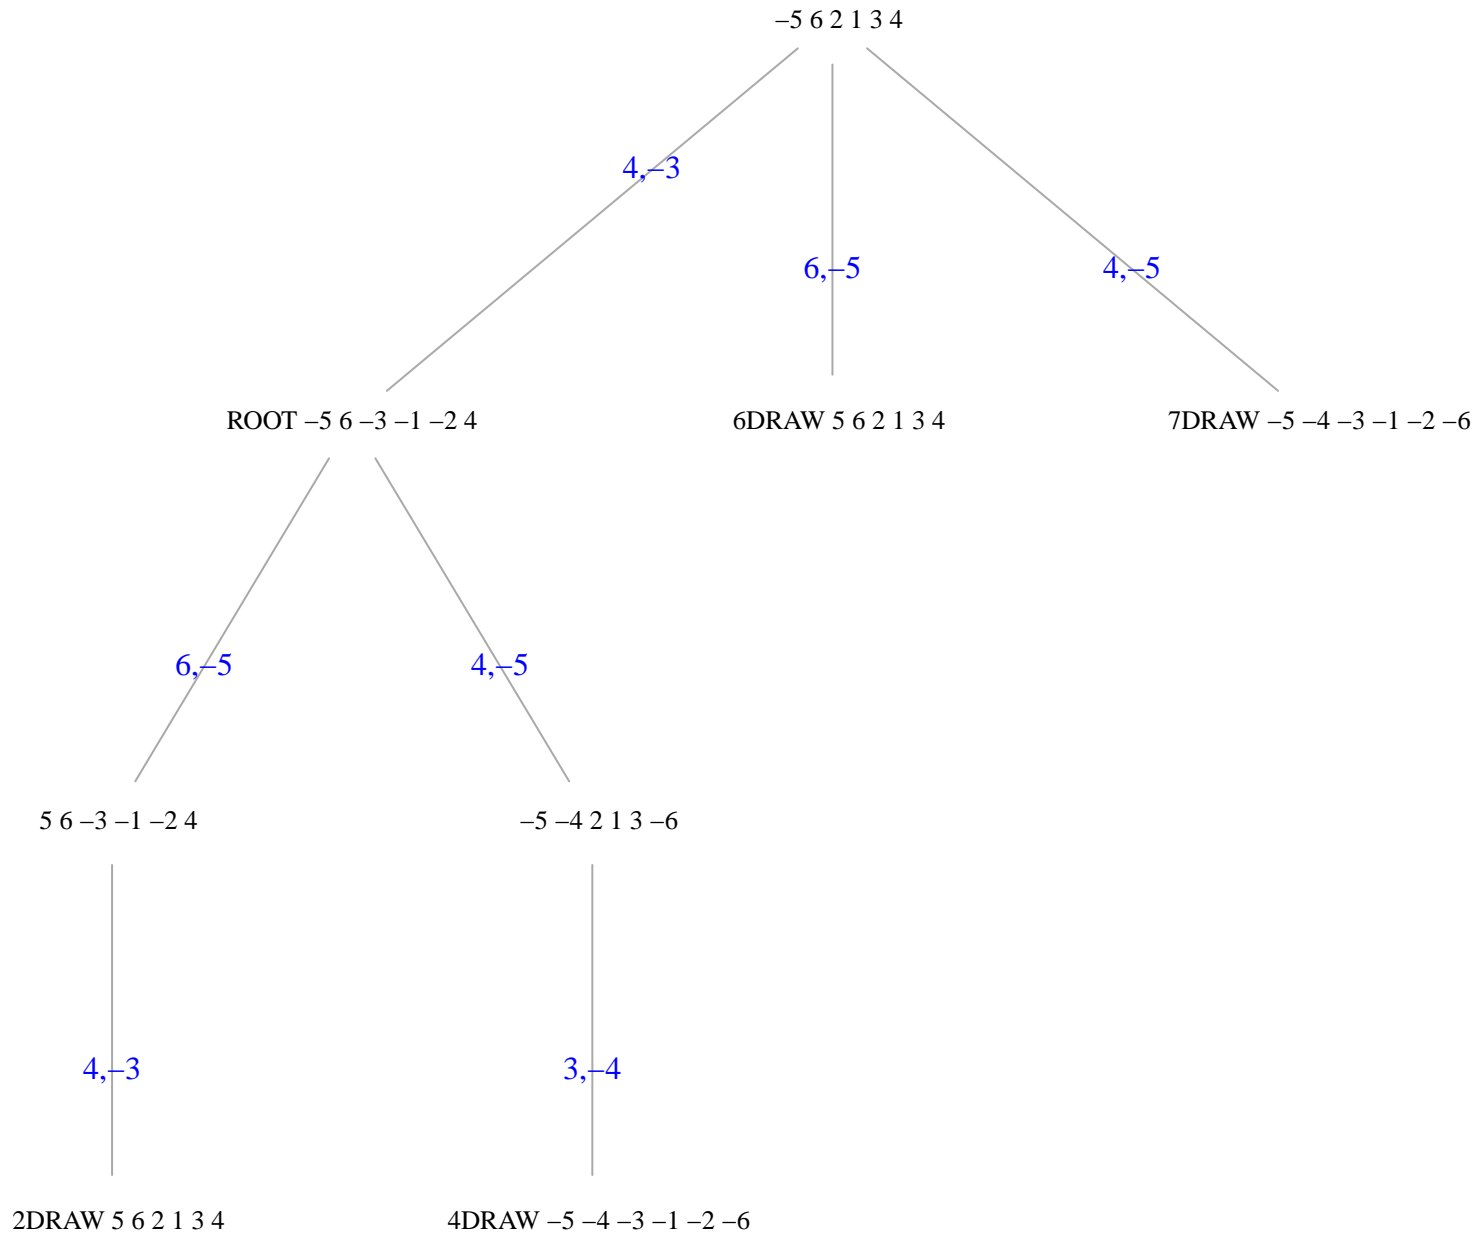 –5 6 2 1 3 4
4,–3
6,–5
4,–5
ROOT –5 6 –3 –1 –2 4
6DRAW 5 6 2 1 3 4
7DRAW –5 –4 –3 –1 –2 –6
6,–5
4,–5
5 6 –3 –1 –2 4
–5 –4 2 1 3 –6
4,–3
3,–4
2DRAW 5 6 2 1 3 4
4DRAW –5 –4 –3 –1 –2 –6